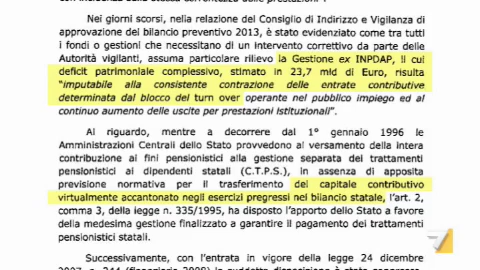 Nei giorni scorsi, nella relazione del Consiglio di Indirizzo e Vigilanza di
approvazione del bilancio preventivo 2013, è stato evidenziato come tra tutti
i fondi o gestioni che necessitano di un intervento correttivo da parte delle
Autorità vigilanti, assuma particolare rilievo la Gestione ex INPDAP, il cui
deficit patrimoniale complessivo, stimato in 23,7 mld di Euro, risulta
"imputabile alla consistente contrazione delle entrate contributive
determinata dal blocco del turn over operante nel pubblico impiego ed al
continuo aumento delle uscite per prestazioni istituzionali".
Al riguardo, mentre a decorrere dal 1° gennaio 1996 le
Amministrazioni Centrali dello Stato provvedono al versamento della intera
contribuzione ai fini pensionistici alla gestione separata dei trattamenti
pensionistici ai dipendenti statali (C.T.P.S.), in assenza di apposita
previsione normativa per il trasferimento del capitale contributivo
virtualmente accantonato negli esercizi pregressi nel bilancio statale, l'art. 2,
comma 3, della legge n. 335/1995, ha disposto l'apporto dello Stato a favore
della medesima gestione finalizzato a garantire il pagamento dei trattamenti
pensionistici statali.
Successivamente, con l'entrata in vigore della legge 24 dicembre